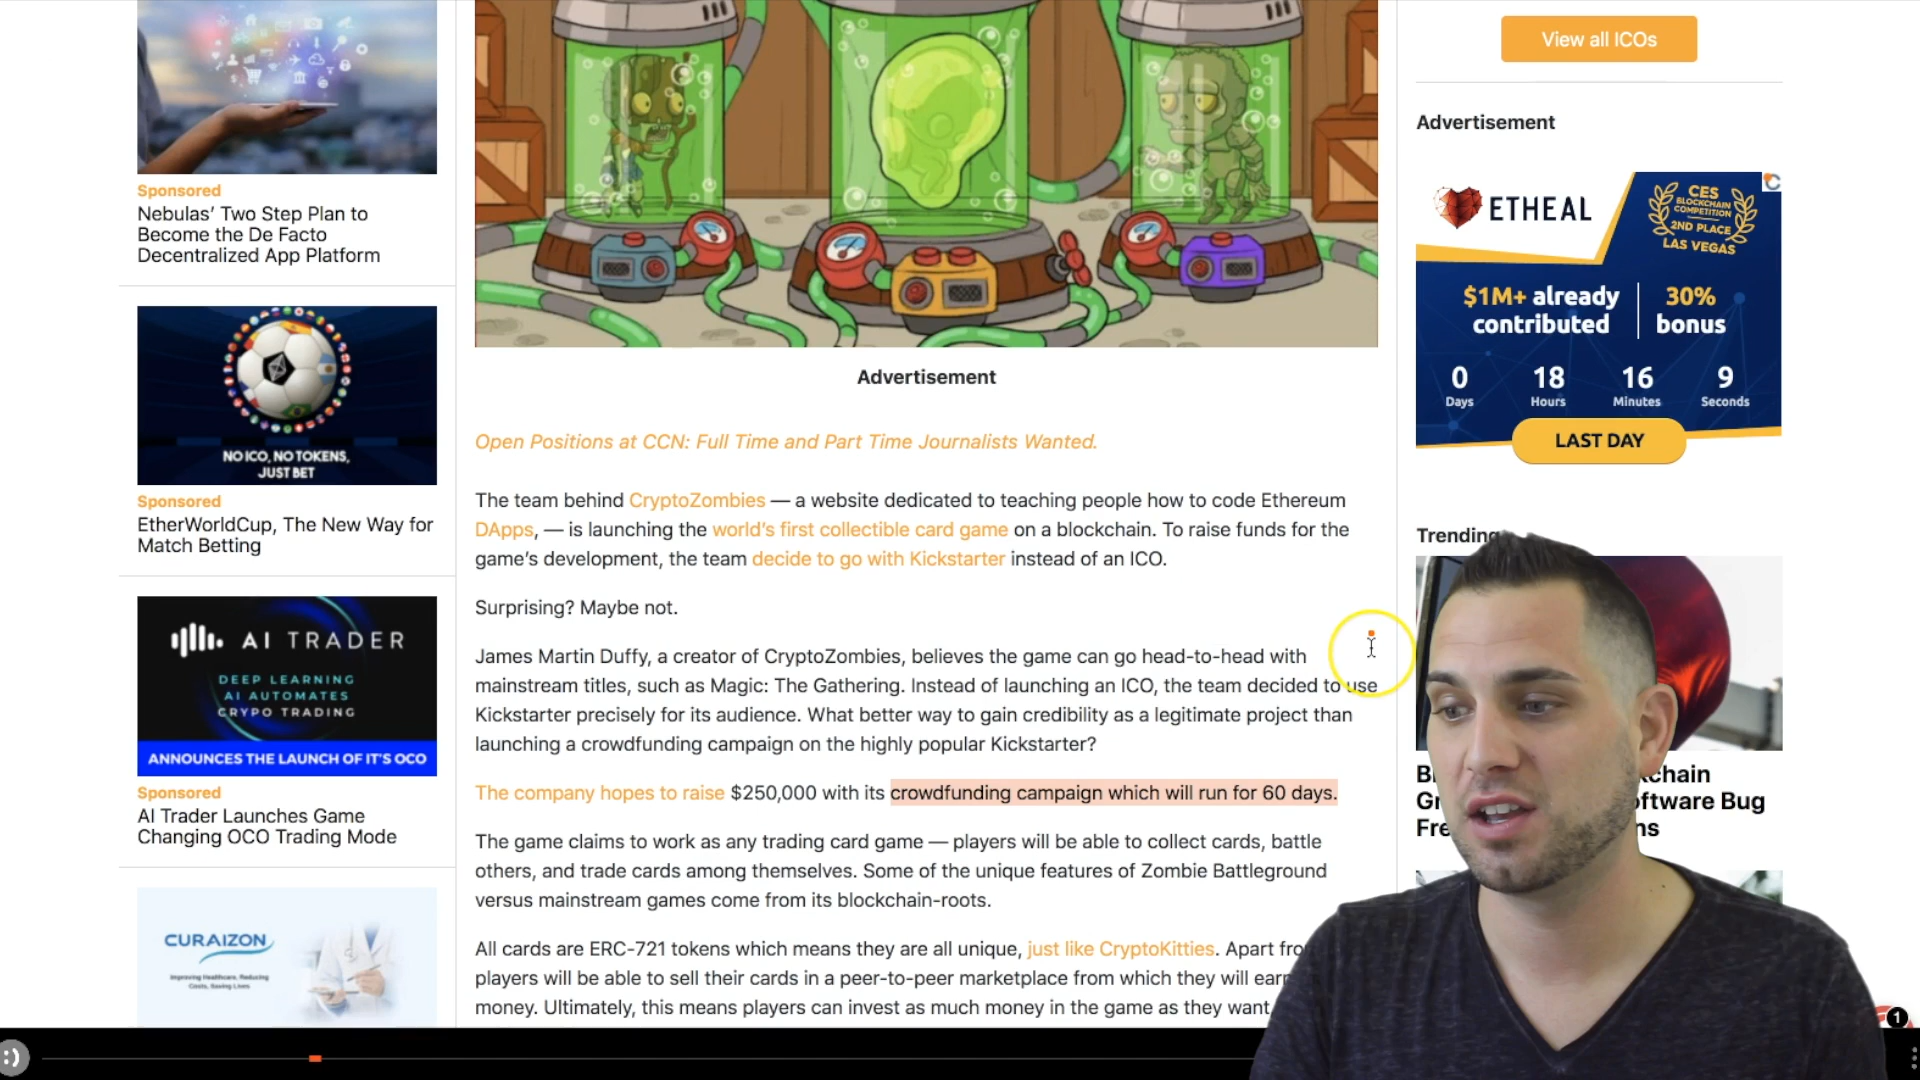 Sponsored
Nebulas’ Two Step Plan to
Become the De Facto
Decentralized App Platform
NO ICO, NO TOKENS,
JUST BET
Sponsored
EtherWorldCup, The New Way for
Match Betting
AI TRADER
DEEP LEARNING
AI AUTOMATES
CRYPO TRADING
ANNOUNCES THE LAUNCH OF IT'S OCO
Sponsored
AI Trader Launches Game
Changing OCO Trading Mode
CURAIZON
Improving Healthcare, Reducing
Costs, Saving Lives
Advertisement
Open Positions at CCN: Full Time and Part Time Journalists Wanted.
The team behind CryptoZombies — a website dedicated to teaching people how to code Ethereum
DApps, — is launching the world’s first collectible card game on a blockchain. To raise funds for the
game’s development, the team decide to go with Kickstarter instead of an ICO.
Surprising? Maybe not.
James Martin Duffy, a creator of CryptoZombies, believes the game can go head-to-head with
mainstream titles, such as Magic: The Gathering. Instead of launching an ICO, the team decided to use
Kickstarter precisely for its audience. What better way to gain credibility as a legitimate project than
launching a crowdfunding campaign on the highly popular Kickstarter?
The company hopes to raise $250,000 with its crowdfunding campaign which will run for 60 days.
The game claims to work as any trading card game — players will be able to collect cards, battle
others, and trade cards among themselves. Some of the unique features of Zombie Battleground
versus mainstream games come from its blockchain-roots.
All cards are ERC-721 tokens which means they are all unique, just like CryptoKitties. Apart
players will be able to sell their cards in a peer-to-peer marketplace from which they will earn
money. Ultimately, this means players can invest as much money in the game as they want
View all ICOs
Advertisement
ETHEAL
CES
BLOCKCHAIN
COMPETITION
2ND PLACE
LAS VEGAS
$1M+ already
contributed
30%
bonus
0 18 16 9
Days Hours Minutes Seconds
LAST DAY
Trending
ftware Bug
1
:)